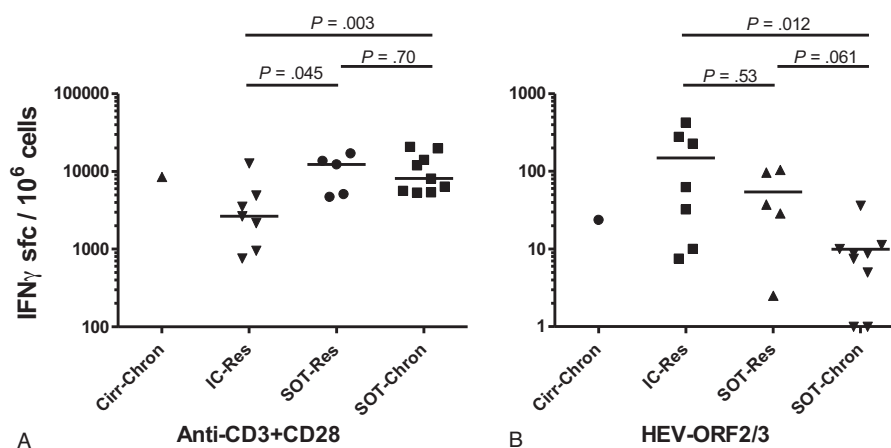 P = .003
P = .045
P = .70
IFNγ sfc / 10⁶ cells
100000
10000
1000
100
Cirr-Chron
IC-Res
SOT-Res
SOT-Chron
A
Anti-CD3+CD28
P = .012
P = .061
P = .53
1000
100
10
1
Cirr-Chron
IC-Res
SOT-Res
SOT-Chron
B
HEV-ORF2/3